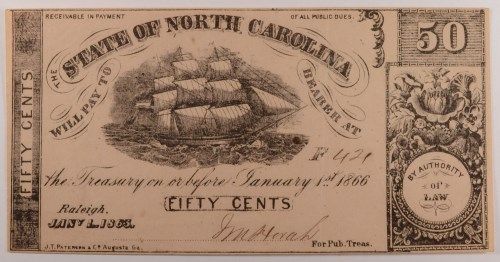 RECEIVABLE IN PAYMENT OF ALL PUBLIC DUES.
THE STATE OF NORTH CAROLINA
50
WILL PAY TO BEARER AT
FIFTY CENTS
No 421
the Treasury on or before January 1st 1866
BY AUTHORITY
OF
LAW
FIFTY CENTS.
Raleigh.
JANY 1, 1863.
For Pub. Treas.
J.T. PATERSON & Co Augusta Ga.